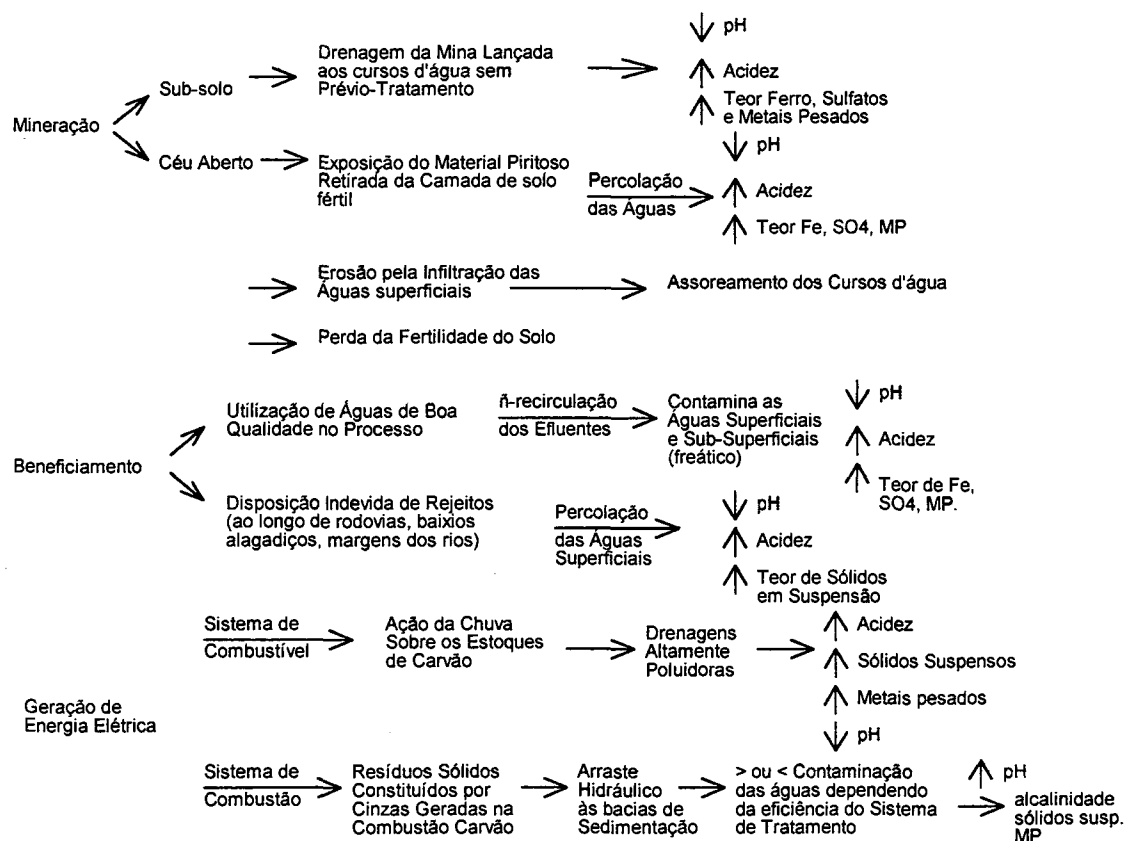 ↓ pH
Drenagem da Mina Lançada
aos cursos d'água sem
Prévio-Tratamento
Sub-solo
↑ Acidez
↑ Teor Ferro, Sulfatos
e Metais Pesados
Mineração
Céu Aberto
Exposição do Material Piritoso
Retirada da Camada de solo
fértil
Percolação
das Águas
↓ pH
↑ Acidez
↑ Teor Fe, SO4, MP
Erosão pela Infiltração das
Águas superficiais
Assoreamento dos Cursos d'água
Perda da Fertilidade do Solo
Beneficiamento
Utilização de Águas de Boa
Qualidade no Processo
ñ-recirculação
dos Efluentes
Contamina as
Águas Superficiais
e Sub-Superficiais
(freático)
↓ pH
↑ Acidez
↑ Teor de Fe,
SO4, MP.
Disposição Indevida de Rejeitos
(ao longo de rodovias, baixios
alagadiços, margens dos rios)
Percolação
das Águas
Superficiais
↓ pH
↑ Acidez
↑ Teor de Sólidos
em Suspensão
Geração de
Energia Elétrica
Sistema de
Combustível
Ação da Chuva
Sobre os Estoques
de Carvão
Drenagens
Altamente
Poluidoras
↑ Acidez
↑ Sólidos Suspensos
↑ Metais pesados
↓ pH
Sistema de
Combustão
Resíduos Sólidos
Constituídos por
Cinzas Geradas na
Combustão Carvão
Arraste
Hidráulico
às bacias de
Sedimentação
> ou < Contaminação
das águas dependendo
da eficiência do Sistema
de Tratamento
↑ pH
alcalinidade
sólidos susp.
MP